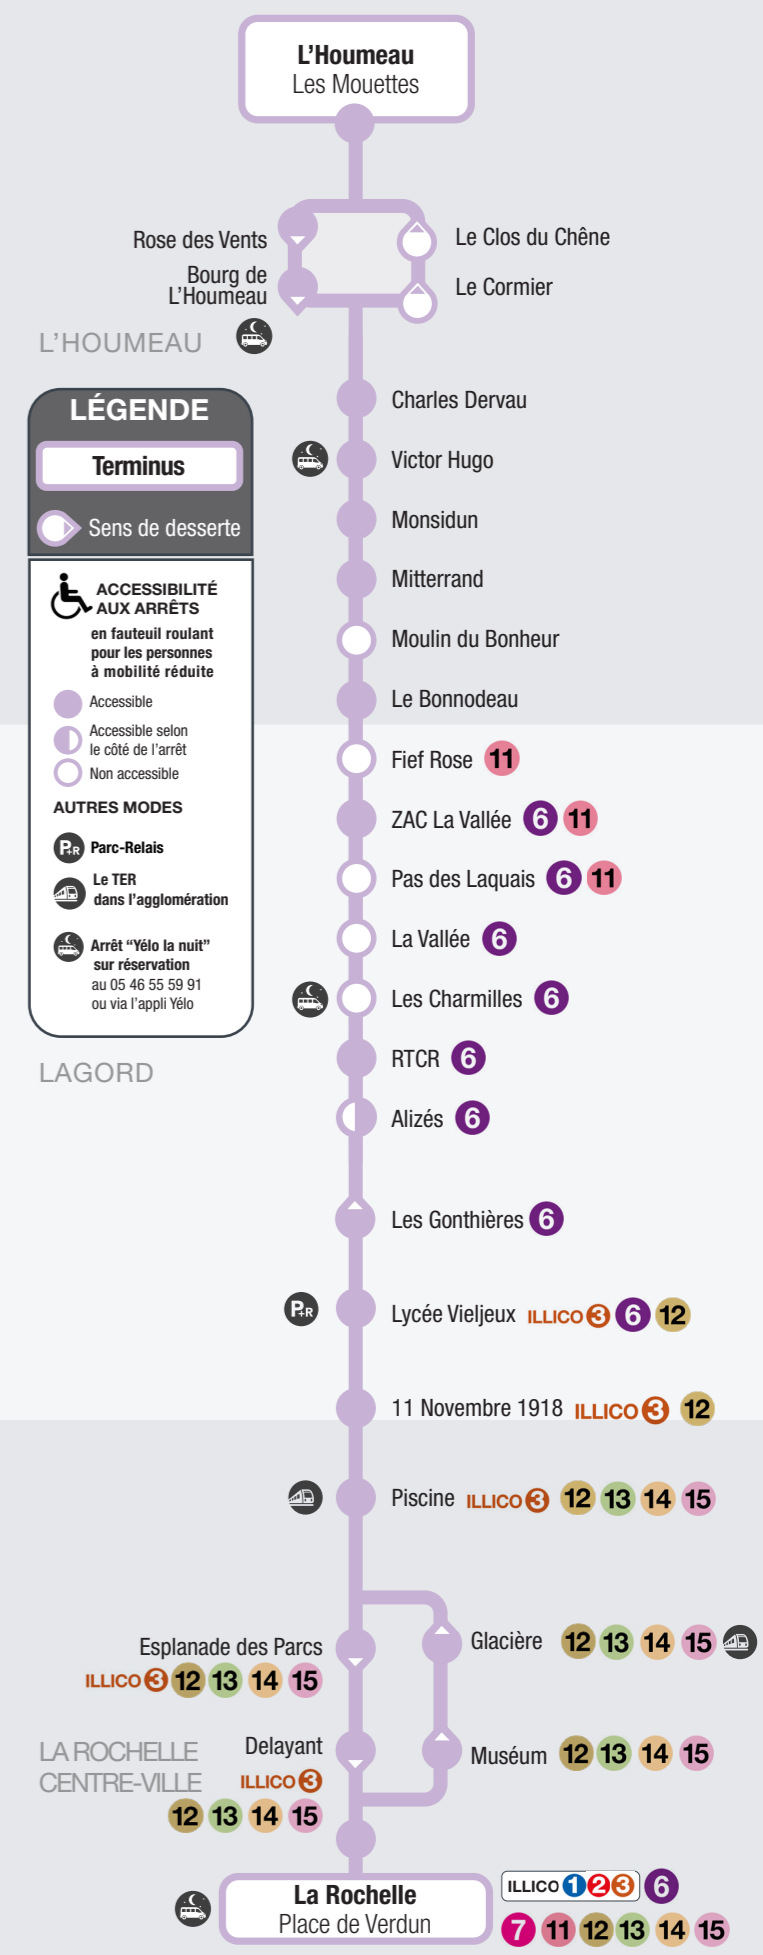 L'Houmeau
Les Mouettes
Rose des Vents
Le Clos du Chêne
Bourg de
L'Houmeau
Le Cormier
L'HOUMEAU
LÉGENDE
Terminus
Sens de desserte
ACCESSIBILITÉ
AUX ARRÊTS
en fauteuil roulant
pour les personnes
à mobilité réduite
Accessible
Accessible selon
le côté de l'arrêt
Non accessible
AUTRES MODES
P+R Parc-Relais
Le TER
dans l'agglomération
Arrêt “Yélo la nuit”
sur réservation
au 05 46 55 59 91
ou via l'appli Yélo
Charles Dervau
Victor Hugo
Monsidun
Mitterrand
Moulin du Bonheur
Le Bonnodeau
Fief Rose 11
ZAC La Vallée 6 11
Pas des Laquais 6 11
La Vallée 6
Les Charmilles 6
RTCR 6
LAGORD
Alizés 6
Les Gonthières 6
P+R Lycée Vieljeux ILLICO 3 6 12
11 Novembre 1918 ILLICO 3 12
Piscine ILLICO 3 12 13 14 15
Esplanade des Parcs
ILLICO 3 12 13 14 15
Glacière 12 13 14 15
LA ROCHELLE
CENTRE-VILLE
Delayant
ILLICO 3
12 13 14 15
Muséum 12 13 14 15
La Rochelle
Place de Verdun
ILLICO 1 2 3 6
7 11 12 13 14 15